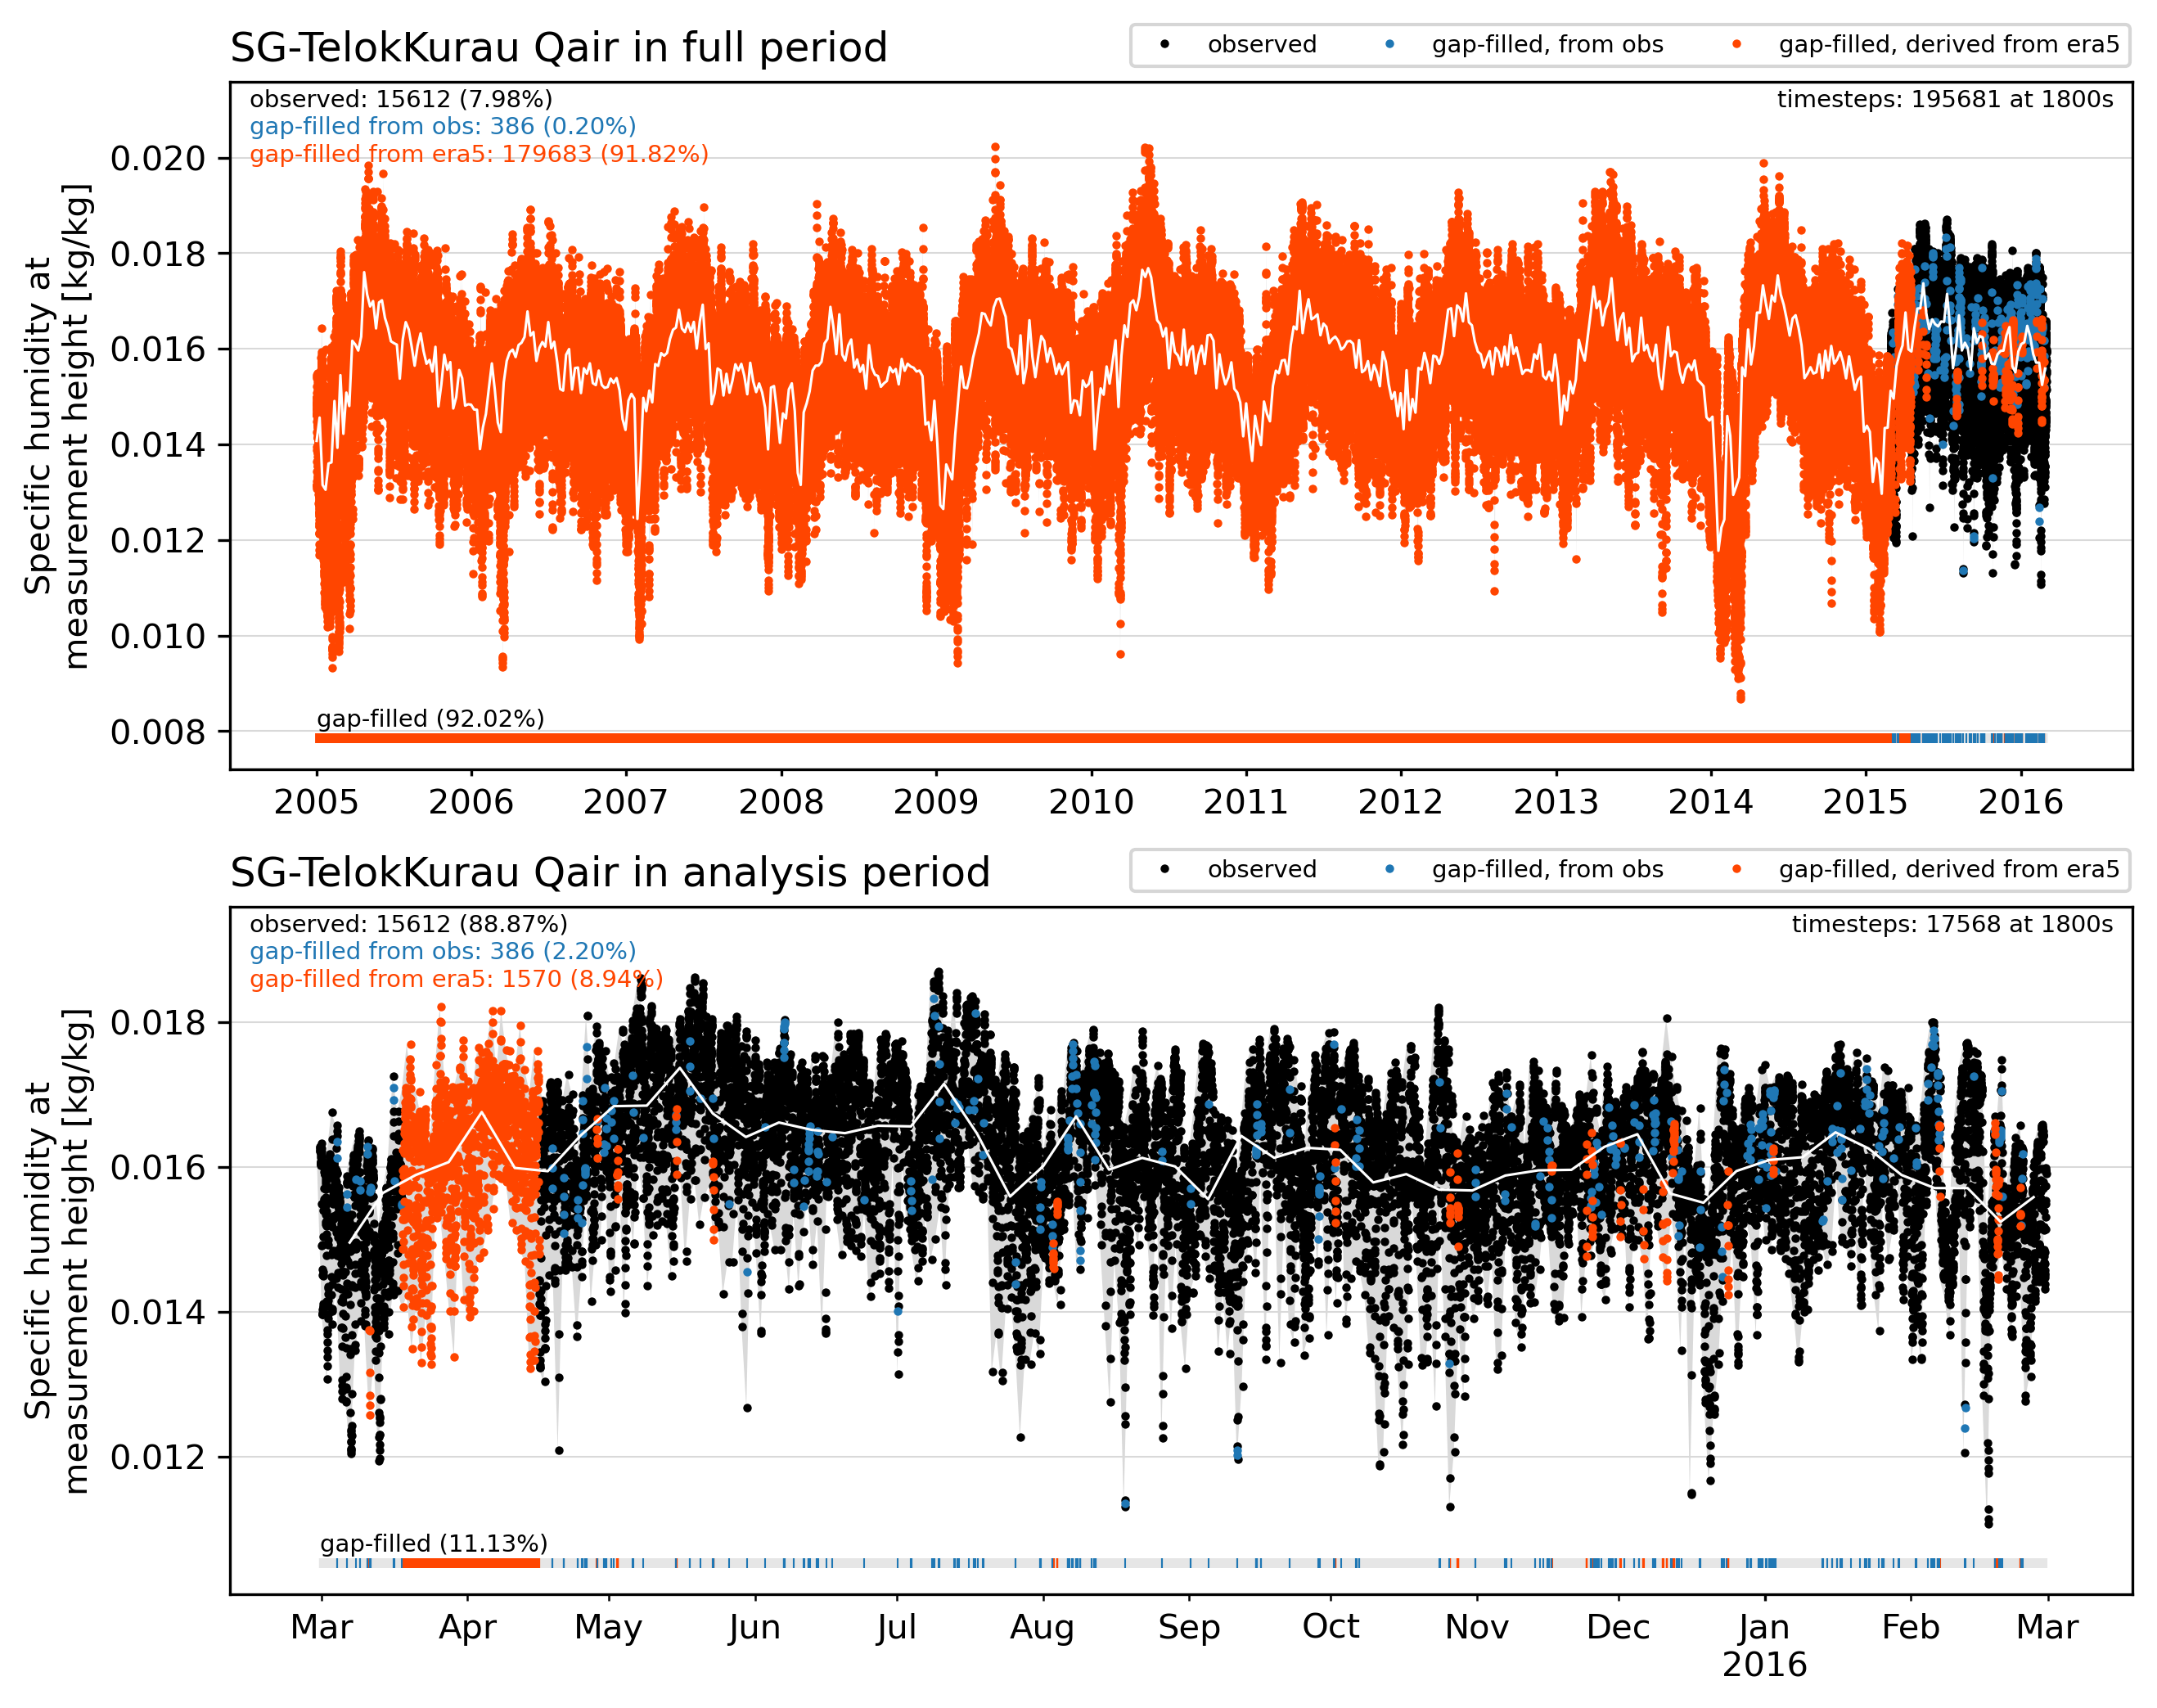 SG-TelokKurau Qair in full period
observed
gap-filled, from obs
gap-filled, derived from era5
observed: 15612 (7.98%)
gap-filled from obs: 386 (0.20%)
gap-filled from era5: 179683 (91.82%)
timesteps: 195681 at 1800s
Specific humidity at
measurement height [kg/kg]
0.020
0.018
0.016
0.014
0.012
0.010
0.008
gap-filled (92.02%)
2005 2006 2007 2008 2009 2010 2011 2012 2013 2014 2015 2016
SG-TelokKurau Qair in analysis period
observed
gap-filled, from obs
gap-filled, derived from era5
observed: 15612 (88.87%)
gap-filled from obs: 386 (2.20%)
gap-filled from era5: 1570 (8.94%)
timesteps: 17568 at 1800s
Specific humidity at
measurement height [kg/kg]
0.018
0.016
0.014
0.012
gap-filled (11.13%)
Mar Apr May Jun Jul Aug Sep Oct Nov Dec Jan Feb Mar
2016